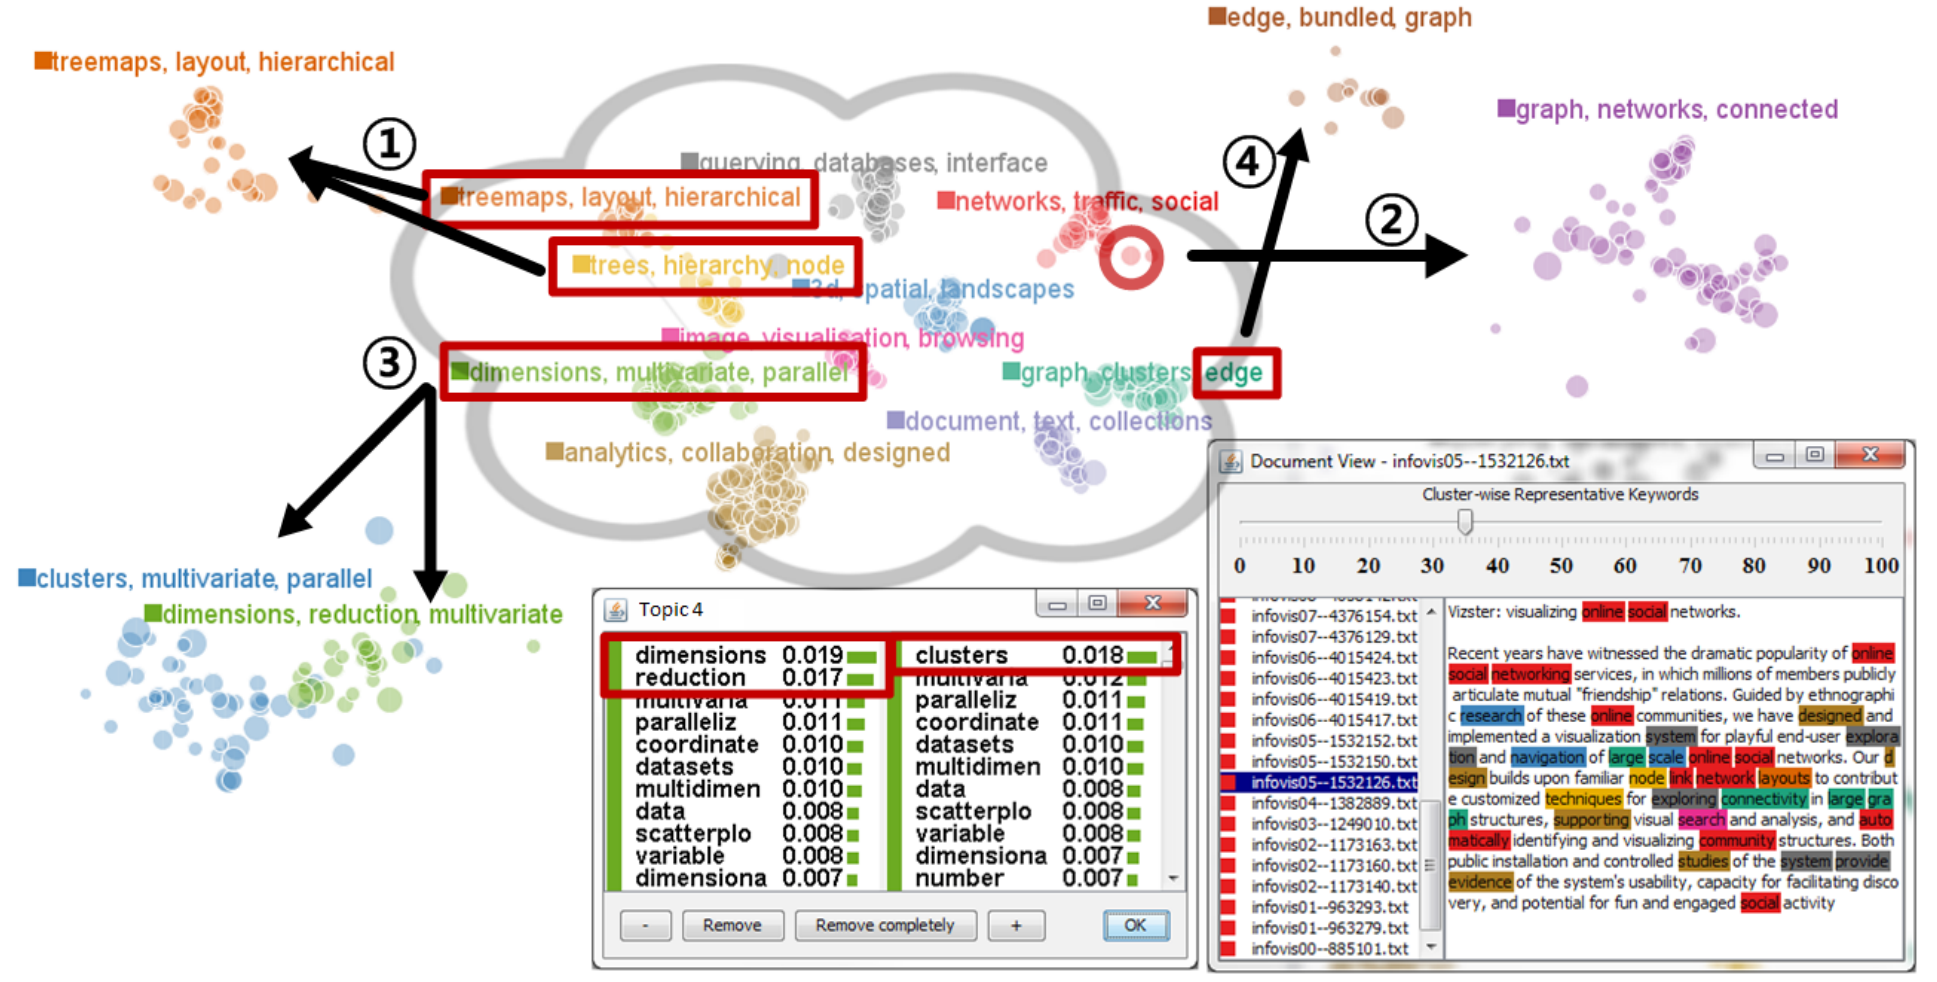 edge, bundled, graph
treemaps, layout, hierarchical
graph, networks, connected
1
4
querying, databases, interface
treemaps, layout, hierarchical
networks, traffic, social
2
trees, hierarchy, node
3d, spatial, landscapes
image, visualisation, browsing
3
dimensions, multivariate, parallel
graph, clusters, edge
document, text, collections
analytics, collaboration, designed
clusters, multivariate, parallel
dimensions, reduction, multivariate
Topic 4
dimensions 0.019
reduction 0.017
multivaria 0.011
paralleliz 0.011
coordinate 0.010
datasets 0.010
multidimen 0.010
data 0.008
scatterplo 0.008
variable 0.008
dimensiona 0.007
clusters 0.018
multivaria 0.012
paralleliz 0.011
coordinate 0.011
datasets 0.010
multidimen 0.010
data 0.008
scatterplo 0.008
variable 0.008
dimensiona 0.007
number 0.007
- Remove Remove completely + OK
Document View - infovis05--1532126.txt
Cluster-wise Representative Keywords
0 10 20 30 40 50 60 70 80 90 100
infovis07--4376154.txt
infovis07--4376129.txt
infovis06--4015424.txt
infovis06--4015423.txt
infovis06--4015419.txt
infovis06--4015417.txt
infovis05--1532152.txt
infovis05--1532150.txt
infovis05--1532126.txt
infovis04--1382889.txt
infovis03--1249010.txt
infovis02--1173163.txt
infovis02--1173160.txt
infovis02--1173140.txt
infovis01--963293.txt
infovis01--963279.txt
infovis00--885101.txt
Vizster: visualizing online social networks.
Recent years have witnessed the dramatic popularity of online
social networking services, in which millions of members publicly
articulate mutual "friendship" relations. Guided by ethnographi
c research of these online communities, we have designed and
implemented a visualization system for playful end-user explora
tion and navigation of large scale online social networks. Our d
esign builds upon familiar node link network layouts to contribut
e customized techniques for exploring connectivity in large gra
ph structures, supporting visual search and analysis, and auto
matically identifying and visualizing community structures. Both
public installation and controlled studies of the system provide
evidence of the system's usability, capacity for facilitating disco
very, and potential for fun and engaged social activity